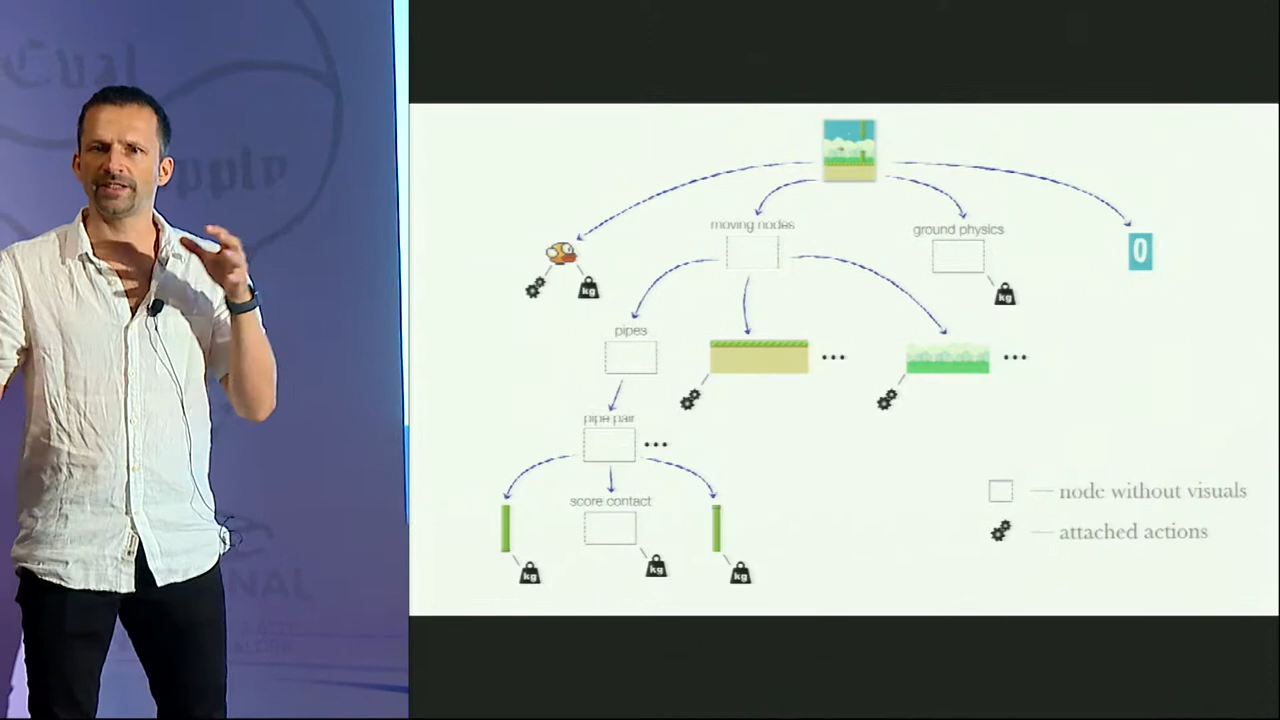 moving nodes
ground physics
0
kg
kg
pipes
pipe pair
score contact
kg
kg
kg
node without visuals
attached actions